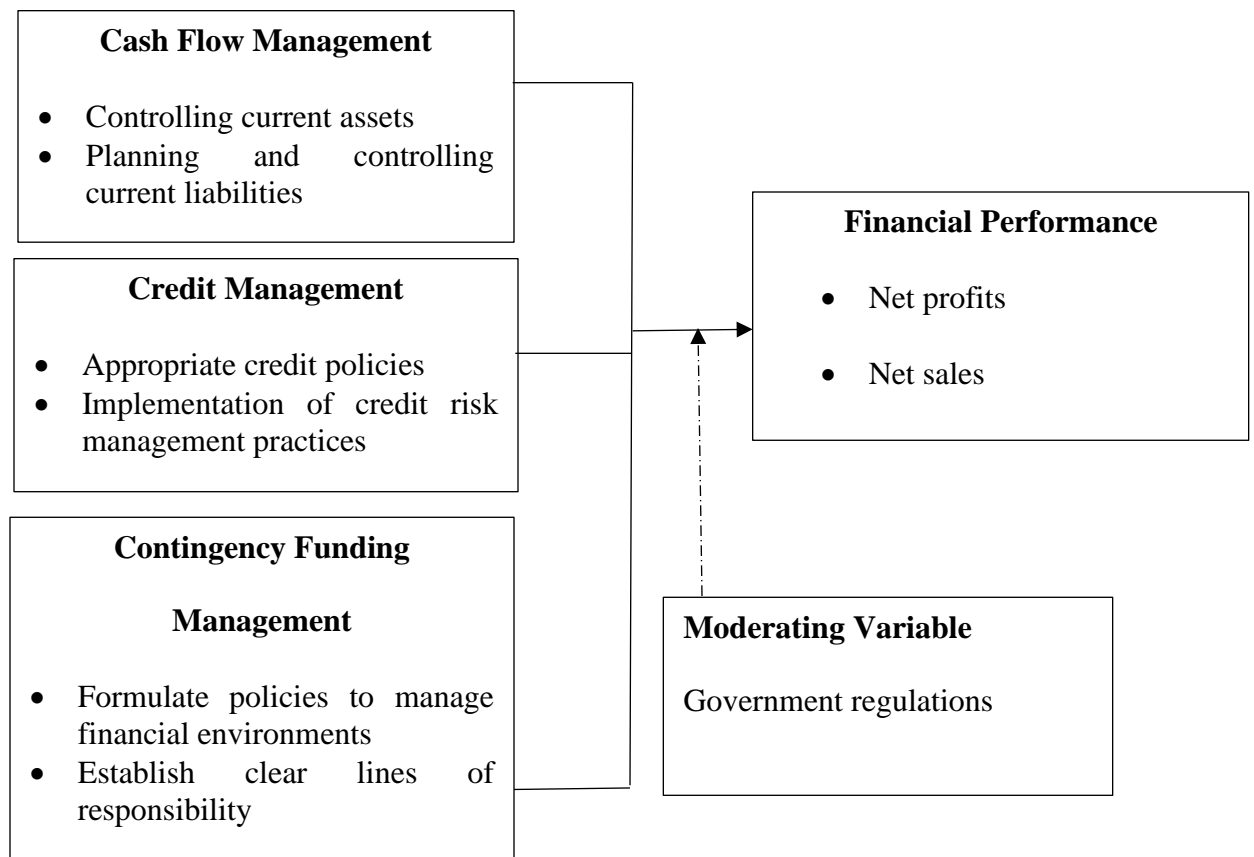 Cash Flow Management
• Controlling current assets
• Planning and controlling
current liabilities
Credit Management
• Appropriate credit policies
• Implementation of credit risk
management practices
Contingency Funding
Management
• Formulate policies to manage
financial environments
• Establish clear lines of
responsibility
Financial Performance
• Net profits
• Net sales
Moderating Variable
Government regulations